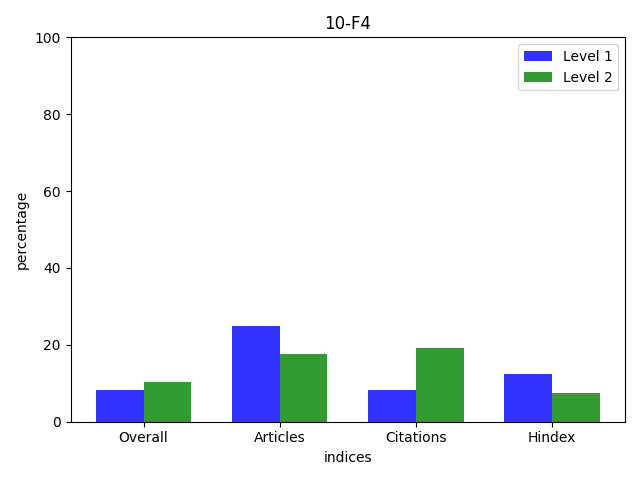 10-F4
100
80
60
40
20
0
percentage
Level 1
Level 2
Overall Articles Citations Hindex
indices